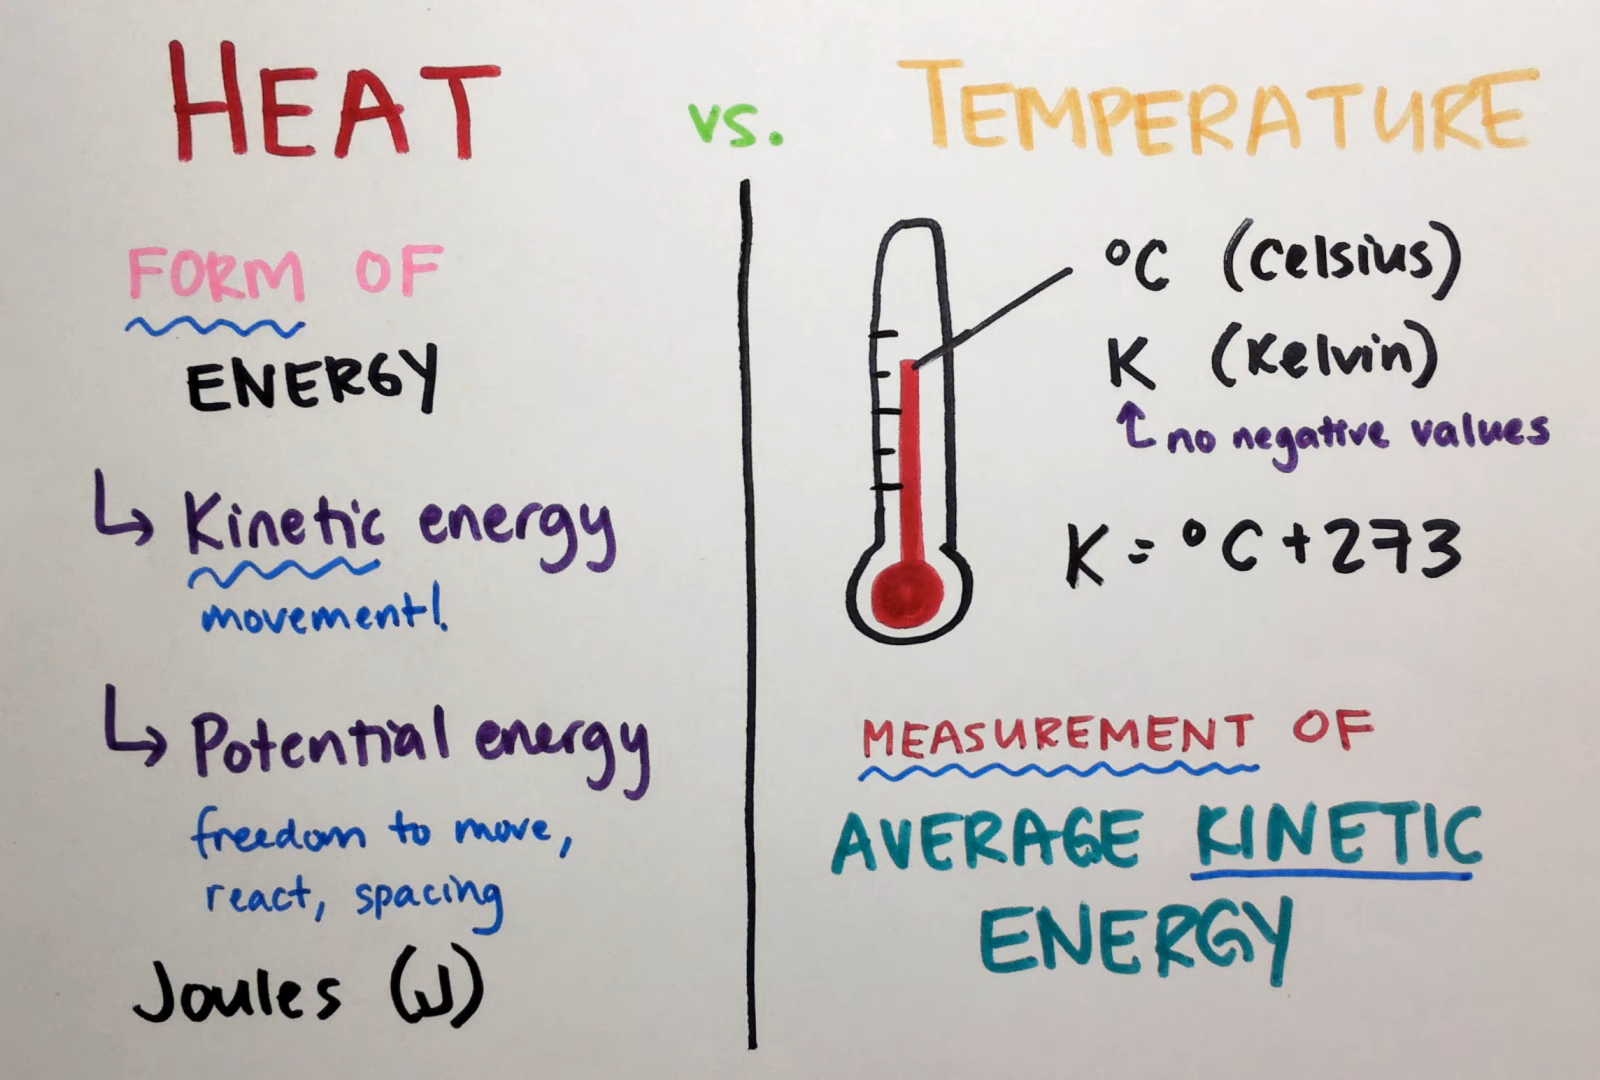 HEAT
vs.
TEMPERATURE
FORM OF
ENERGY
Kinetic energy
movement!
Potential energy
freedom to move,
react, spacing
Joules (J)
°C (Celsius)
K (Kelvin)
no negative values
K = °C + 273
MEASUREMENT OF
AVERAGE KINETIC
ENERGY